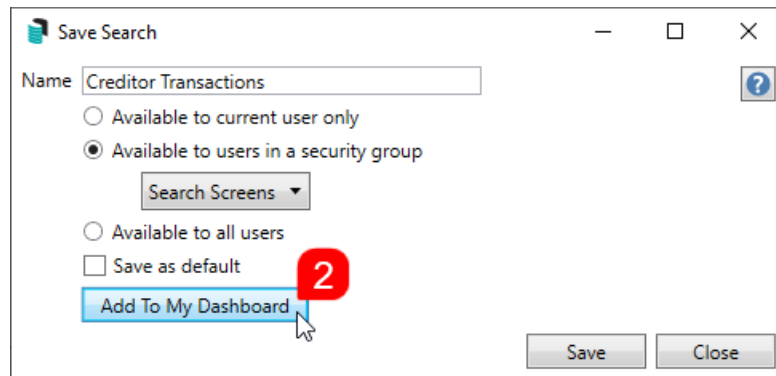 Save Search
Name Creditor Transactions
?
Available to current user only
Available to users in a security group
Search Screens
Available to all users
Save as default
2
Add To My Dashboard
Save Close